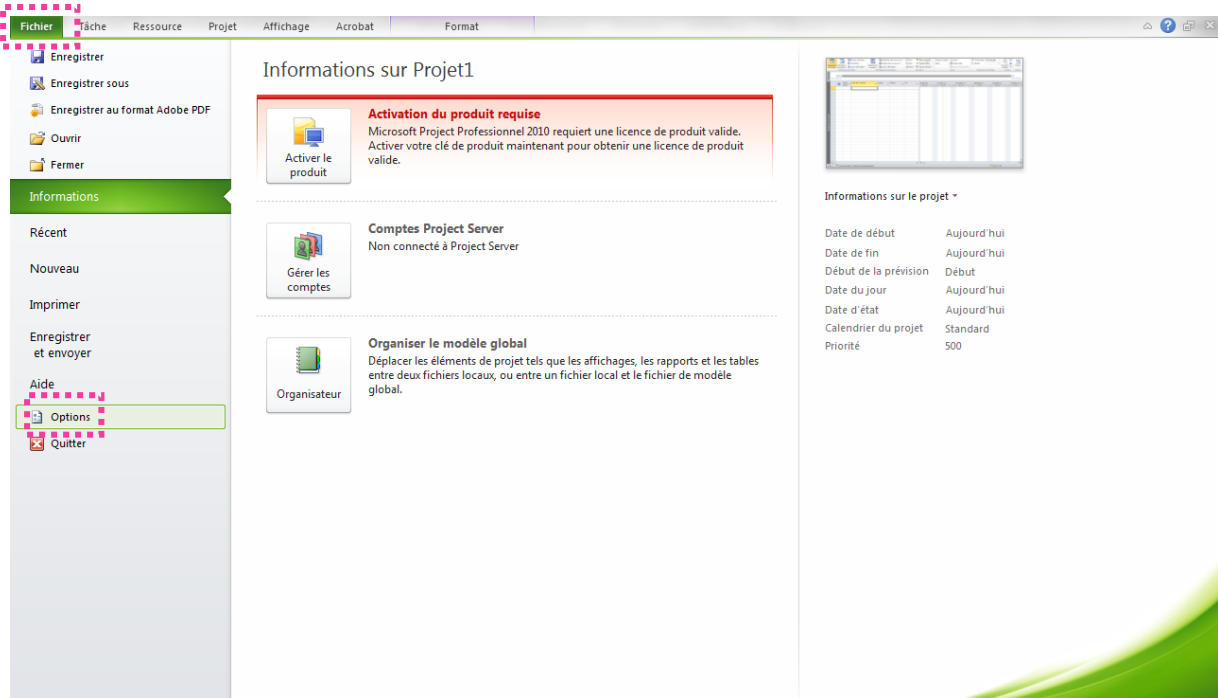 Fichier Tâche Ressource Projet Affichage Acrobat Format
Enregistrer
Enregistrer sous
Enregistrer au format Adobe PDF
Ouvrir
Fermer
Informations
Récent
Nouveau
Imprimer
Enregistrer
et envoyer
Aide
Options
Quitter
Informations sur Projet1
Activer le
produit
Activation du produit requise
Microsoft Project Professionnel 2010 requiert une licence de produit valide.
Activer votre clé de produit maintenant pour obtenir une licence de produit
valide.
Gérer les
comptes
Comptes Project Server
Non connecté à Project Server
Organisateur
Organiser le modèle global
Déplacer les éléments de projet tels que les affichages, les rapports et les tables
entre deux fichiers locaux, ou entre un fichier local et le fichier de modèle
global.
Informations sur le projet
Date de début Aujourd'hui
Date de fin Aujourd'hui
Début de la prévision Début
Date du jour Aujourd'hui
Date d'état Aujourd'hui
Calendrier du projet Standard
Priorité 500